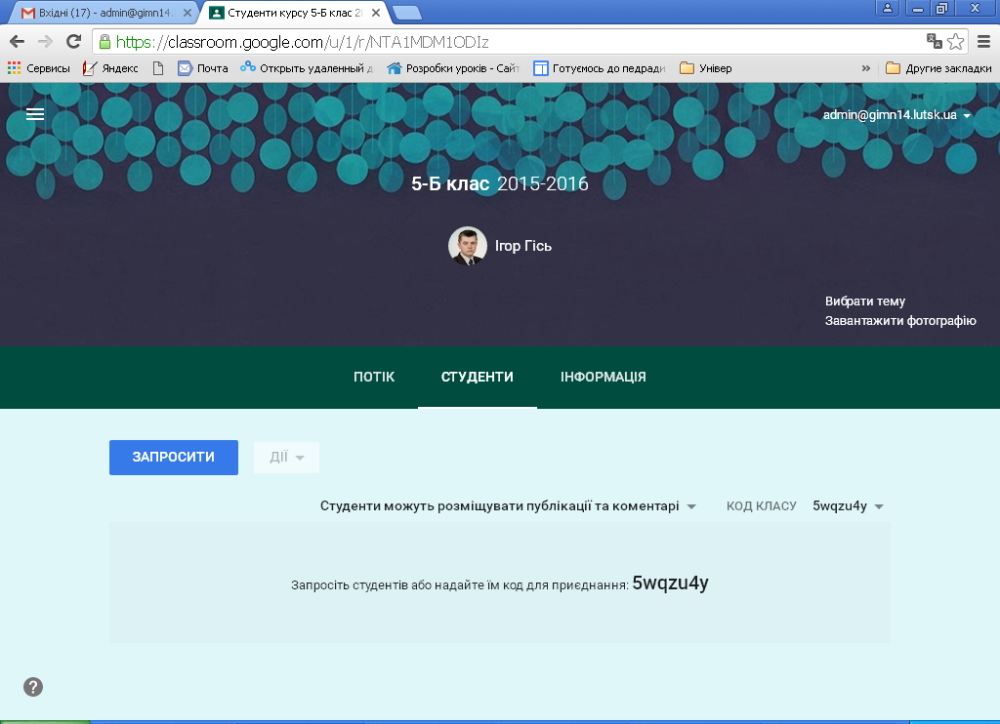 Вхідні (17) - admin@gimn14.
Студенти курсу 5-Б клас 20
https://classroom.google.com/u/1/r/NTA1MDM1ODIz
Сервисы
Яндекс
Почта
Открыть удаленный д
Розробки уроків - Сайт
Готуємось до педради
Універ
»
Другие закладки
admin@gimn14.lutsk.ua
5-Б клас 2015-2016
Ігор Гісь
Вибрати тему
Завантажити фотографію
ПОТІК
СТУДЕНТИ
ІНФОРМАЦІЯ
ЗАПРОСИТИ
ДІЇ
Студенти можуть розміщувати публікації та коментарі
КОД КЛАСУ 5wqzu4y
Запросіть студентів або надайте їм код для приєднання: 5wqzu4y
?